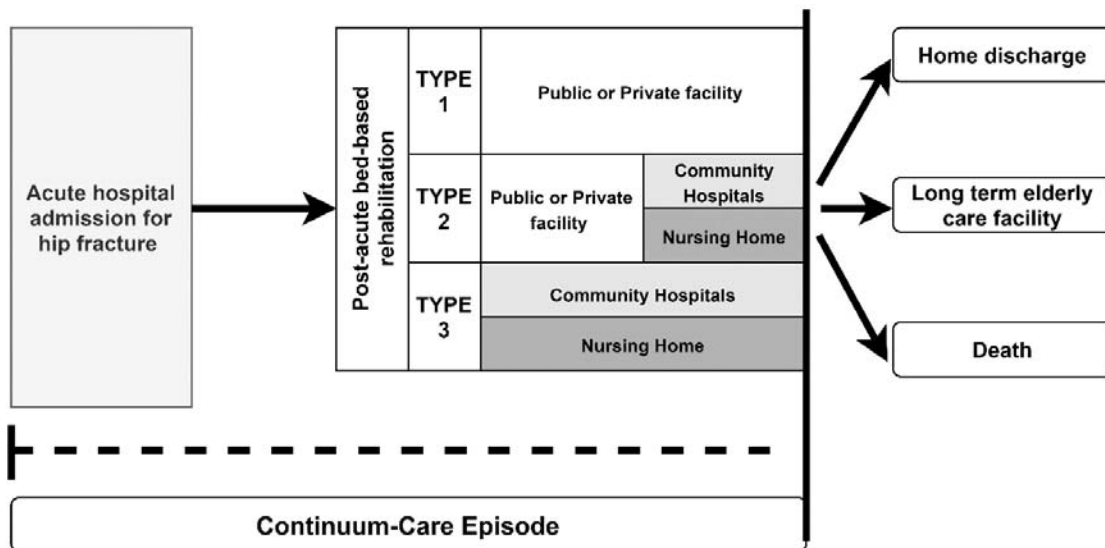 Acute hospital
admission for
hip fracture
Post-acute bed-based
rehabilitation
TYPE
1
Public or Private facility
TYPE
2
Public or Private
facility
Community
Hospitals
Nursing Home
TYPE
3
Community Hospitals
Nursing Home
Home discharge
Long term elderly
care facility
Death
Continuum-Care Episode